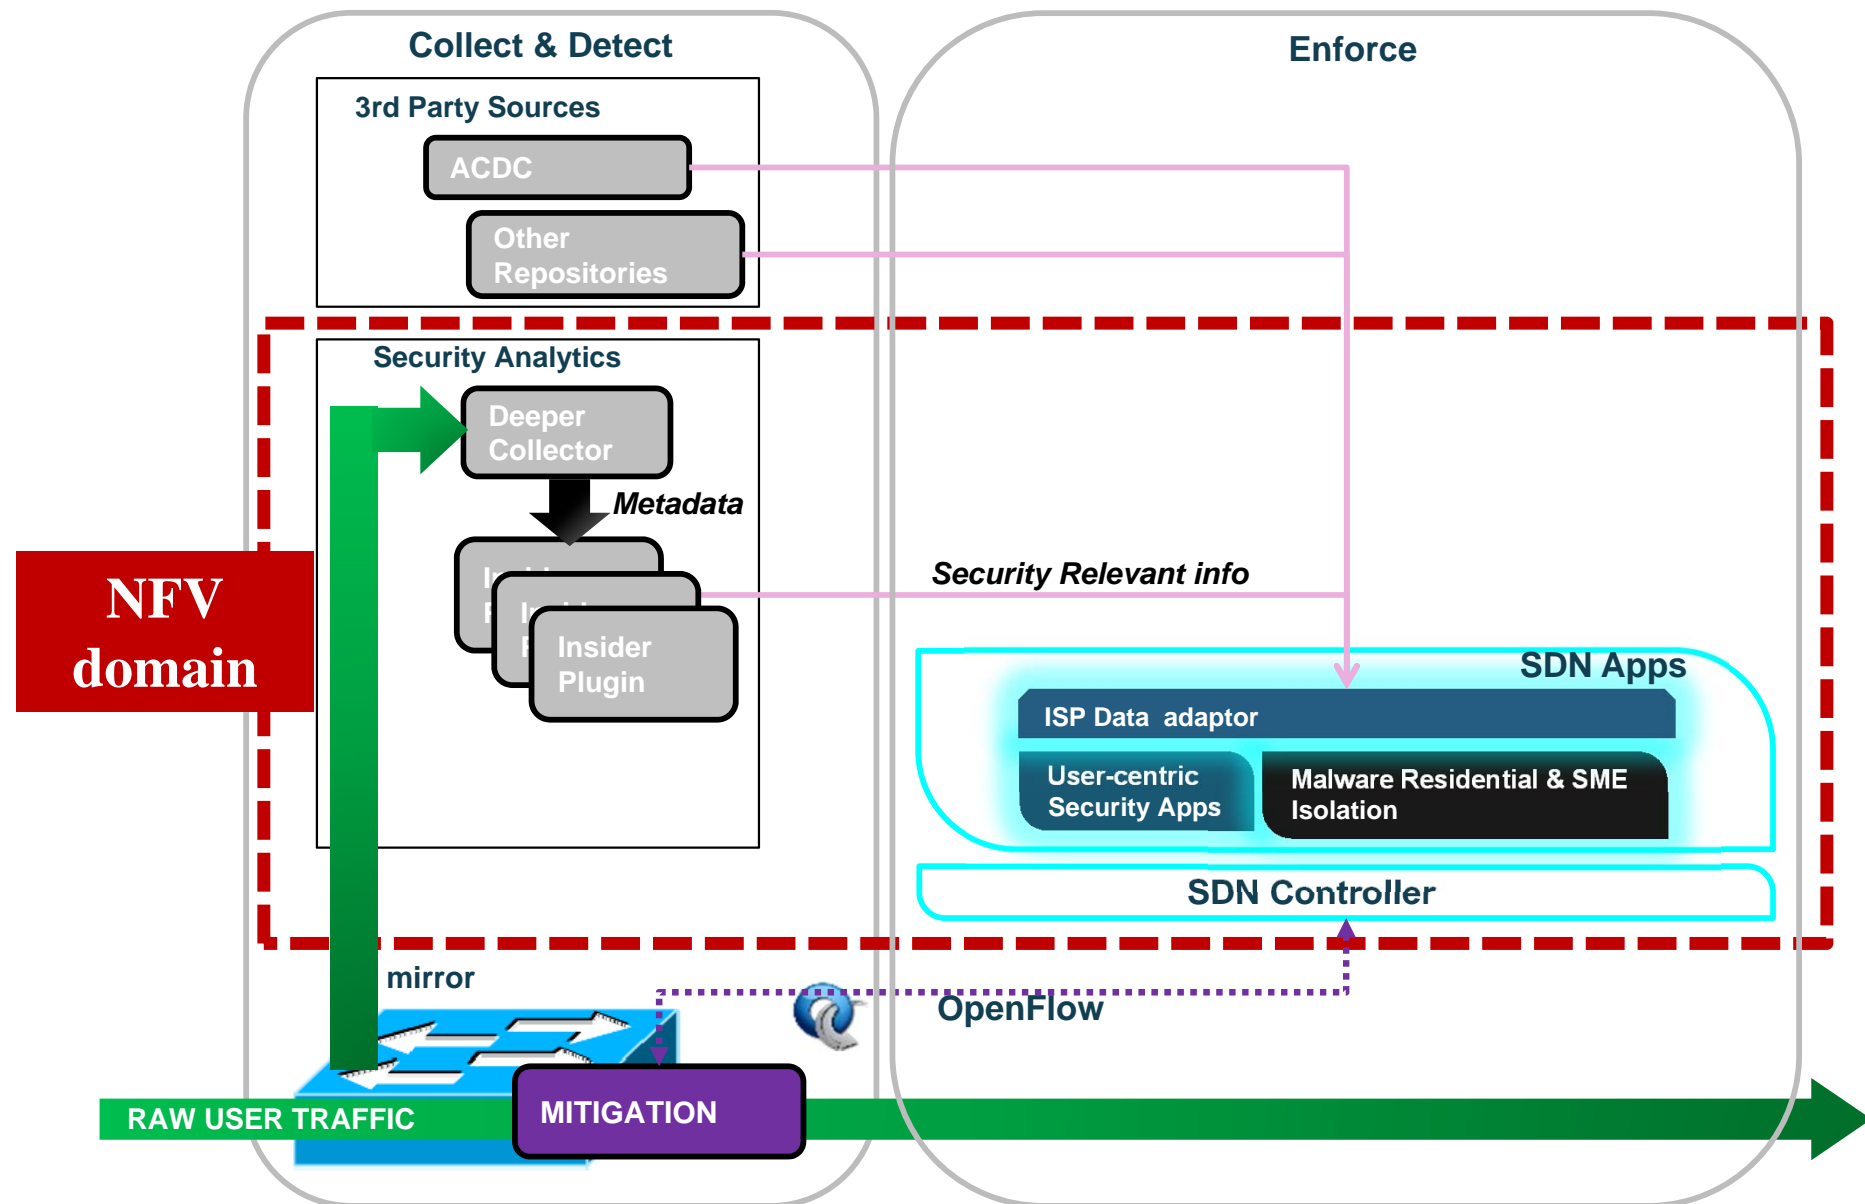 Collect & Detect
Enforce
3rd Party Sources
ACDC
Other
Repositories
Security Analytics
Deeper
Collector
Metadata
Insider
Plugin
Security Relevant info
NFV
domain
SDN Apps
ISP Data adaptor
User-centric
Security Apps
Malware Residential & SME
Isolation
SDN Controller
mirror
OpenFlow
RAW USER TRAFFIC
MITIGATION